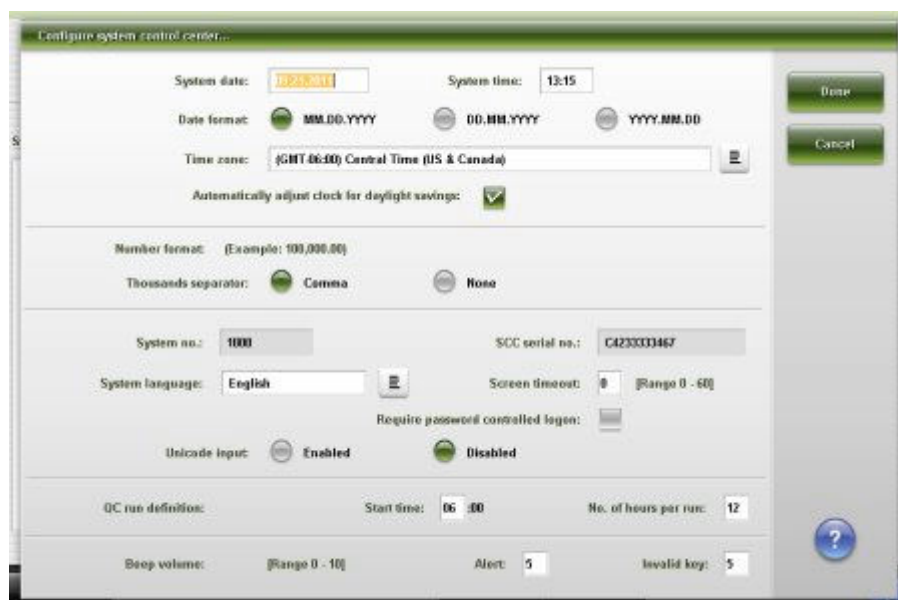 Configure system control center...
System date: System time: 13:15
Done
Date format: MM.DD.YYYY DD.MM.YYYY YYYY.MM.DD
Cancel
Time zone: (GMT-06:00) Central Time (US & Canada)
Automatically adjust clock for daylight savings:
Number format: (Example: 100,000.00)
Thousands separator: Comma None
System no.: 1000 SCC serial no.: C4233333467
System language: English Screen timeout: 0 [Range 0 - 60]
Require password controlled logon:
Unicode input: Enabled Disabled
QC run definition: Start time: 06 :00 No. of hours per run: 12
?
Beep volume: [Range 0 - 10] Alert: 5 Invalid key: 5